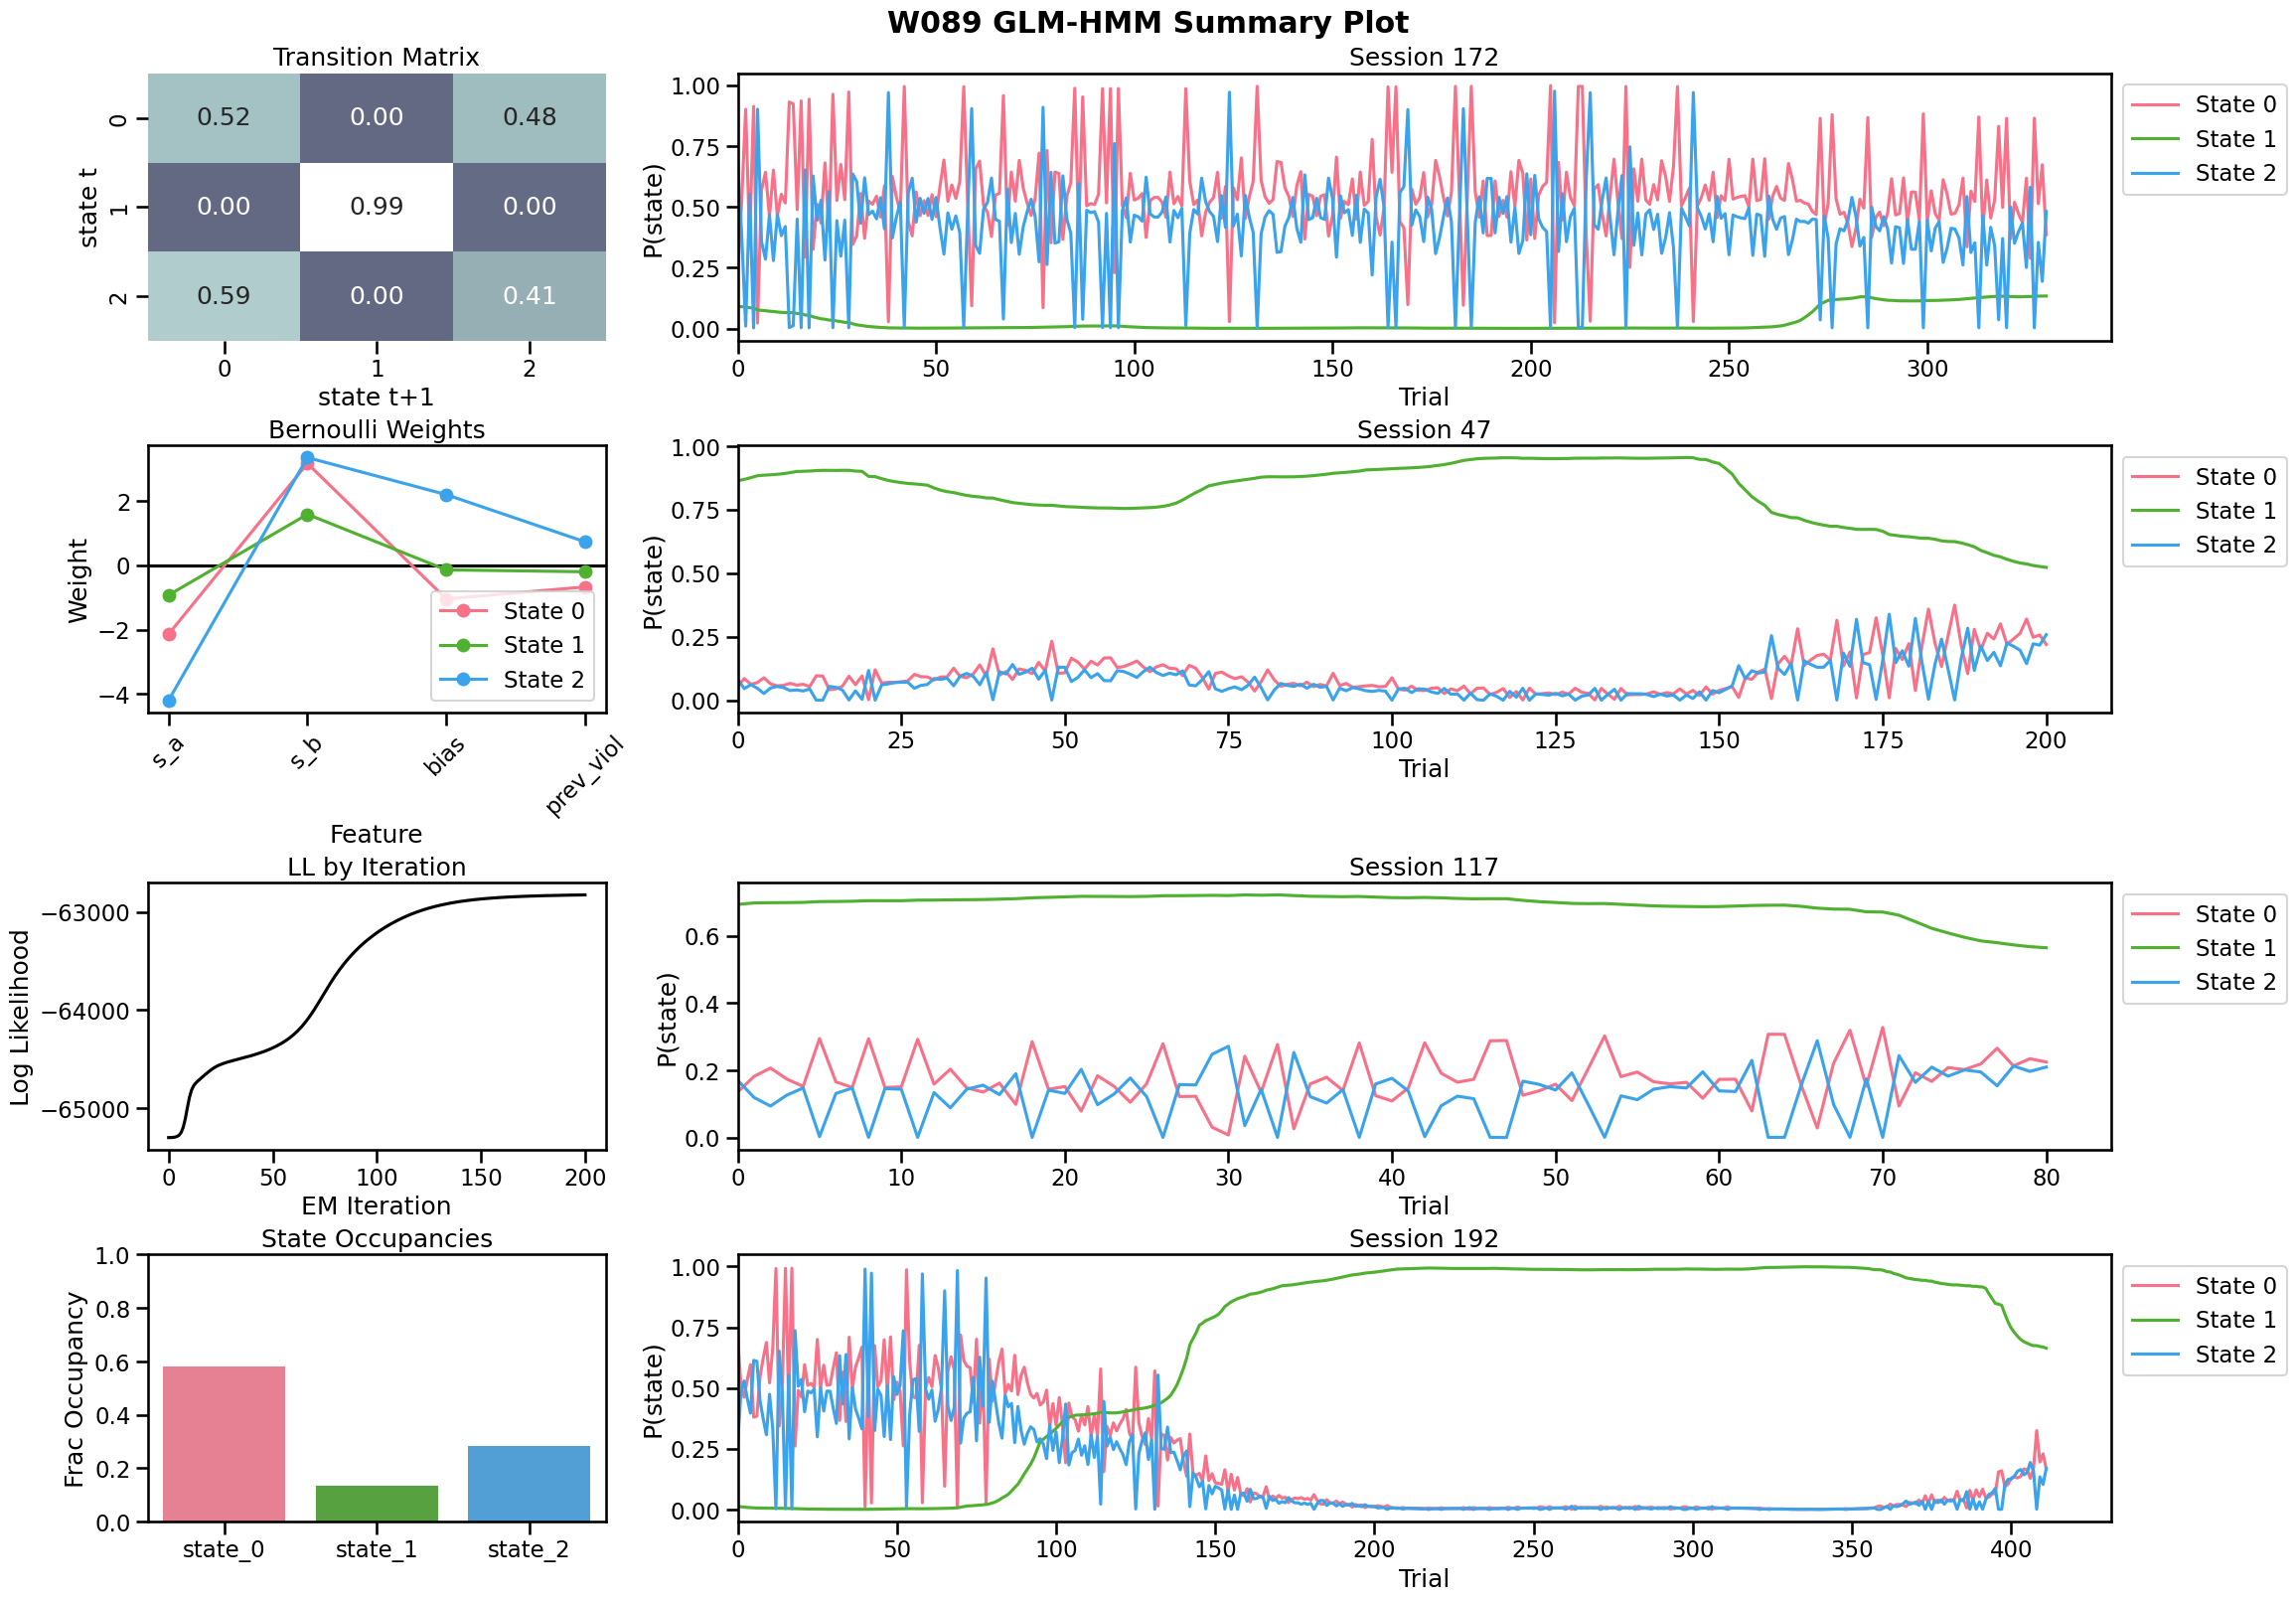 W089 GLM-HMM Summary Plot
Transition Matrix
state t
0
1
2
0.52 0.00 0.48
0.00 0.99 0.00
0.59 0.00 0.41
0 1 2
state t+1
Session 172
P(state)
1.00
0.75
0.50
0.25
0.00
0 50 100 150 200 250 300
Trial
State 0
State 1
State 2
Bernoulli Weights
Weight
2
0
−2
−4
State 0
State 1
State 2
s_a s_b bias prev_viol
Feature
Session 47
P(state)
1.00
0.75
0.50
0.25
0.00
0 25 50 75 100 125 150 175 200
Trial
State 0
State 1
State 2
LL by Iteration
Log Likelihood
−63000
−64000
−65000
0 50 100 150 200
EM Iteration
Session 117
P(state)
0.6
0.4
0.2
0.0
0 10 20 30 40 50 60 70 80
Trial
State 0
State 1
State 2
State Occupancies
Frac Occupancy
1.0
0.8
0.6
0.4
0.2
0.0
state_0 state_1 state_2
Session 192
P(state)
1.00
0.75
0.50
0.25
0.00
0 50 100 150 200 250 300 350 400
Trial
State 0
State 1
State 2